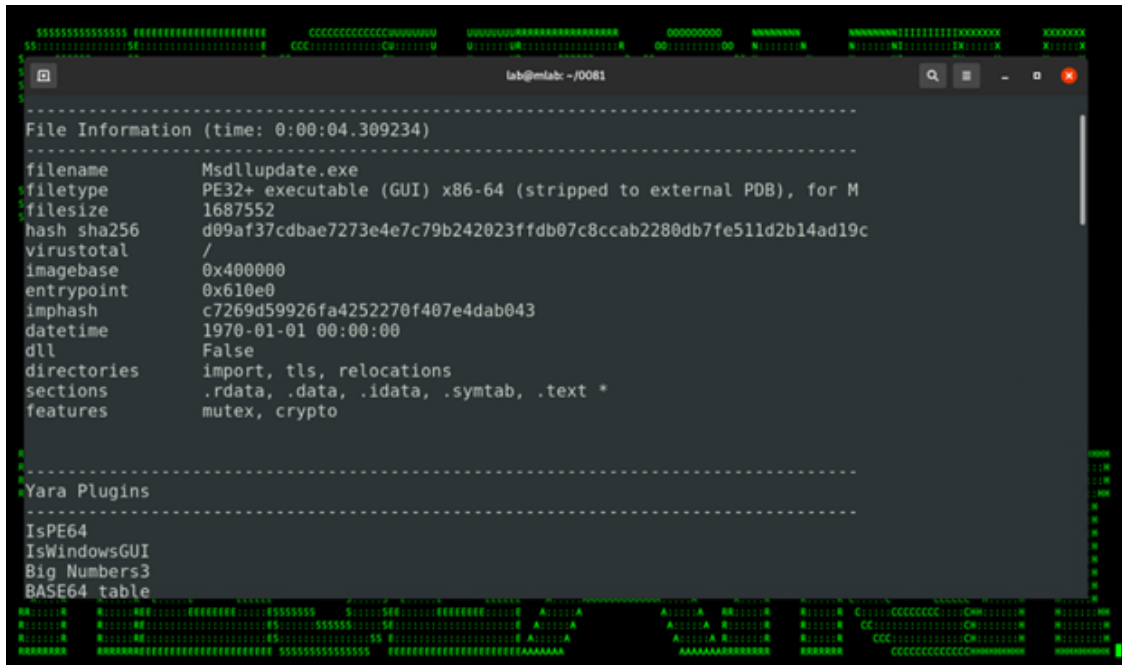 lab@mlab: ~/0081
--------------------------------------------------------------------------------
File Information (time: 0:00:04.309234)
--------------------------------------------------------------------------------
filename Msdllupdate.exe
filetype PE32+ executable (GUI) x86-64 (stripped to external PDB), for M
filesize 1687552
hash sha256 d09af37cdbae7273e4e7c79b242023ffdb07c8ccab2280db7fe511d2b14ad19c
virustotal /
imagebase 0x400000
entrypoint 0x610e0
imphash c7269d59926fa4252270f407e4dab043
datetime 1970-01-01 00:00:00
dll False
directories import, tls, relocations
sections .rdata, .data, .idata, .symtab, .text *
features mutex, crypto
--------------------------------------------------------------------------------
Yara Plugins
--------------------------------------------------------------------------------
IsPE64
IsWindowsGUI
Big Numbers3
BASE64 table